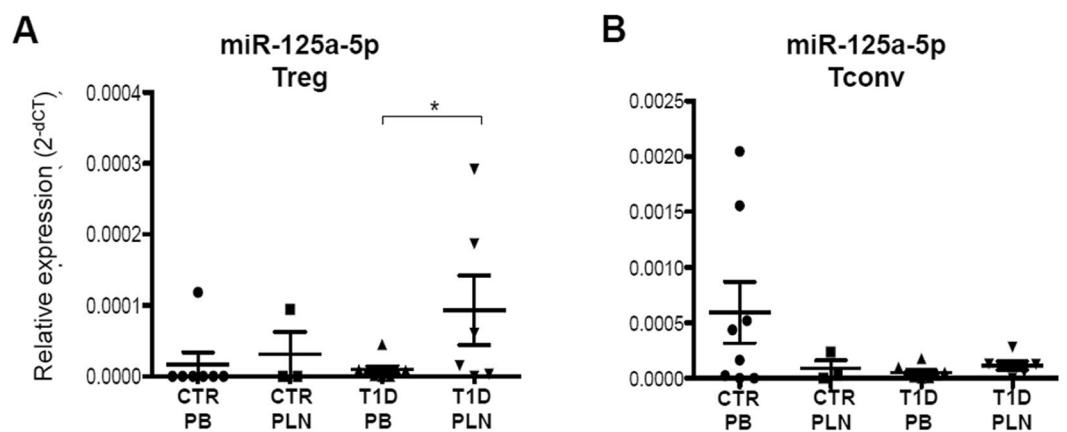 A
miR-125a-5p
Treg
Relative expression (2-dCT)
0.0004
0.0003
0.0002
0.0001
0.0000
*
CTR
PB
CTR
PLN
T1D
PB
T1D
PLN
B
miR-125a-5p
Tconv
0.0025
0.0020
0.0015
0.0010
0.0005
0.0000
CTR
PB
CTR
PLN
T1D
PB
T1D
PLN